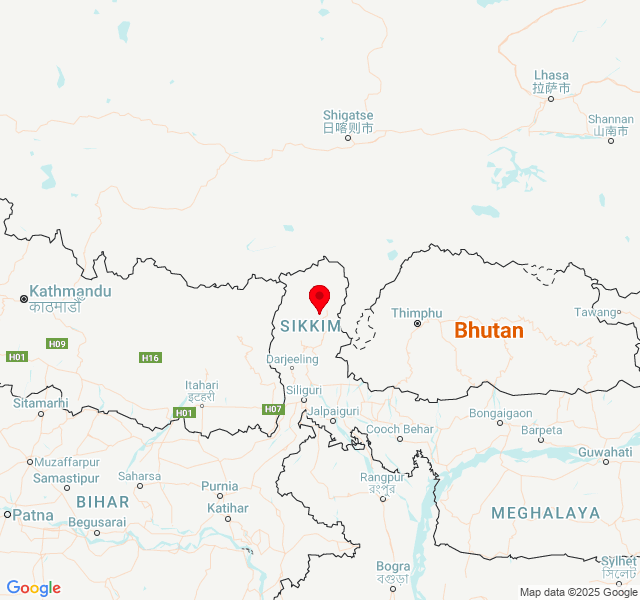 Lhasa
拉萨市
Shigatse
日喀则市
Shannan
山南市
Kathmandu
काठमाडौं
Thimphu
Tawang
Bhutan
SIKKIM
H09
H01
H16
Darjeeling
Itahari
इटहरी
Siliguri
H07
H01
Sitamarhi
Jalpaiguri
Cooch Behar
Bongaigaon
Barpeta
Guwahati
Muzaffarpur
Samastipur
Saharsa
Purnia
Rangpur
রংপুর
BIHAR
Katihar
Patna
Begusarai
MEGHALAYA
Bogra
বগুড়া
Sylhet
সিলেট
Google
Map data ©2025 Google